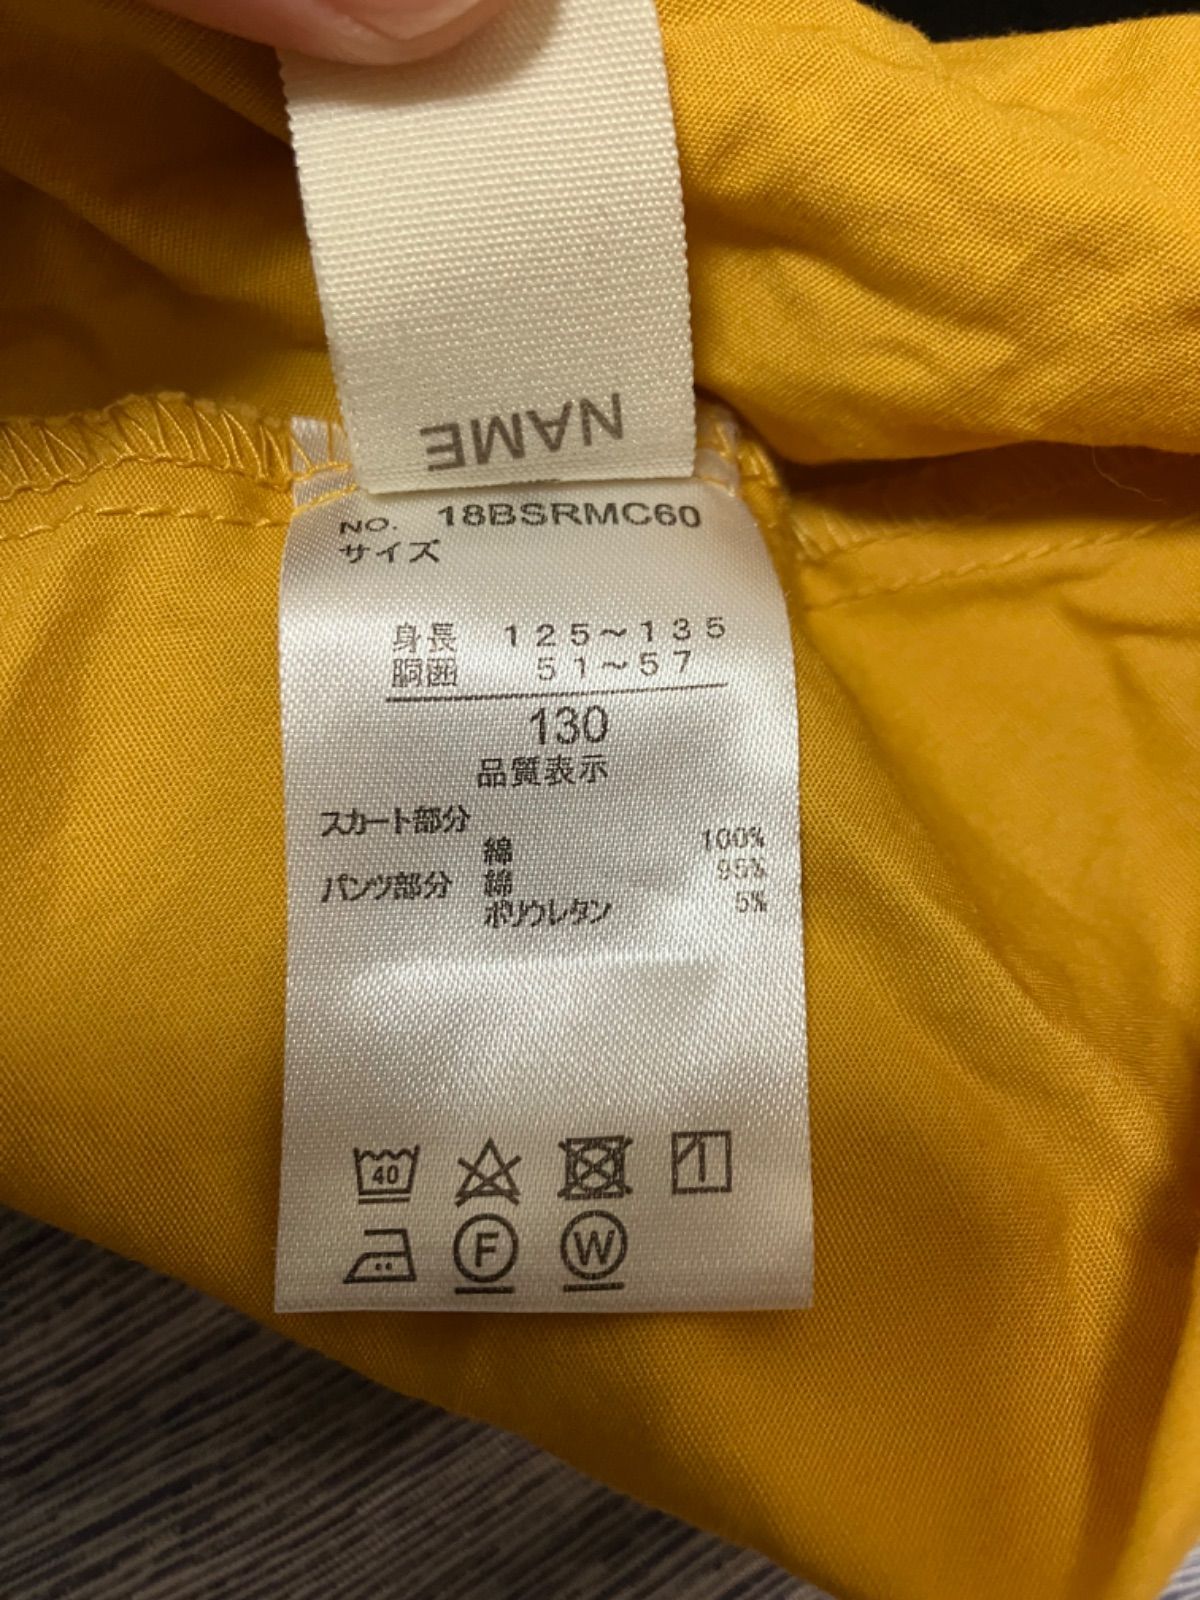 NAME
NO. 18BSRMC60
サイズ
身長 125~135
胴囲 51~57
130
品質表示
スカート部分
綿 100%
パンツ部分 綿 95%
ポリウレタン 5%
40
F W